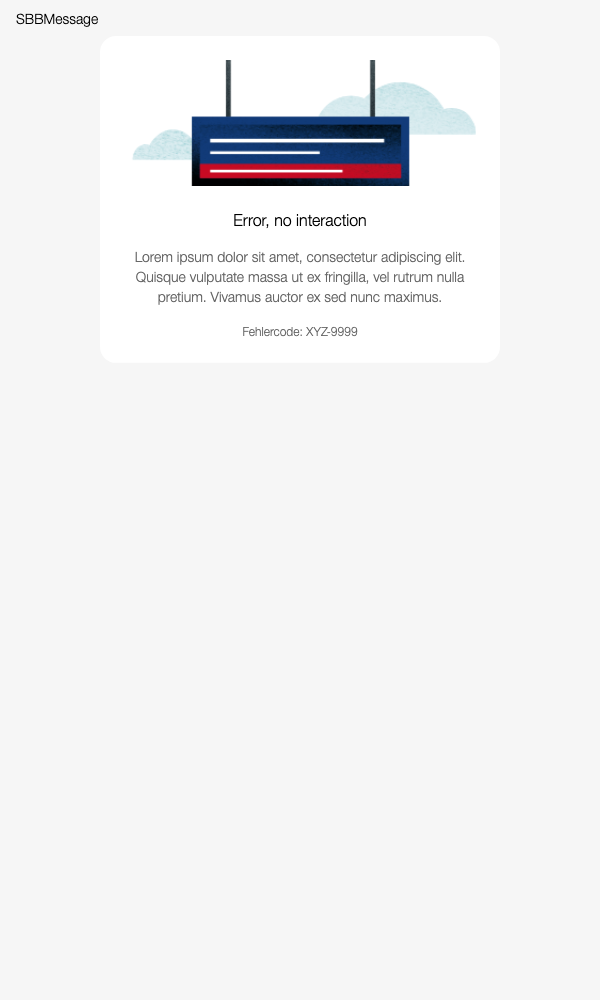 SBBMessage
Error, no interaction
Lorem ipsum dolor sit amet, consectetur adipiscing elit.
Quisque vulputate massa ut ex fringilla, vel rutrum nulla
pretium. Vivamus auctor ex sed nunc maximus.
Fehlercode: XYZ-9999